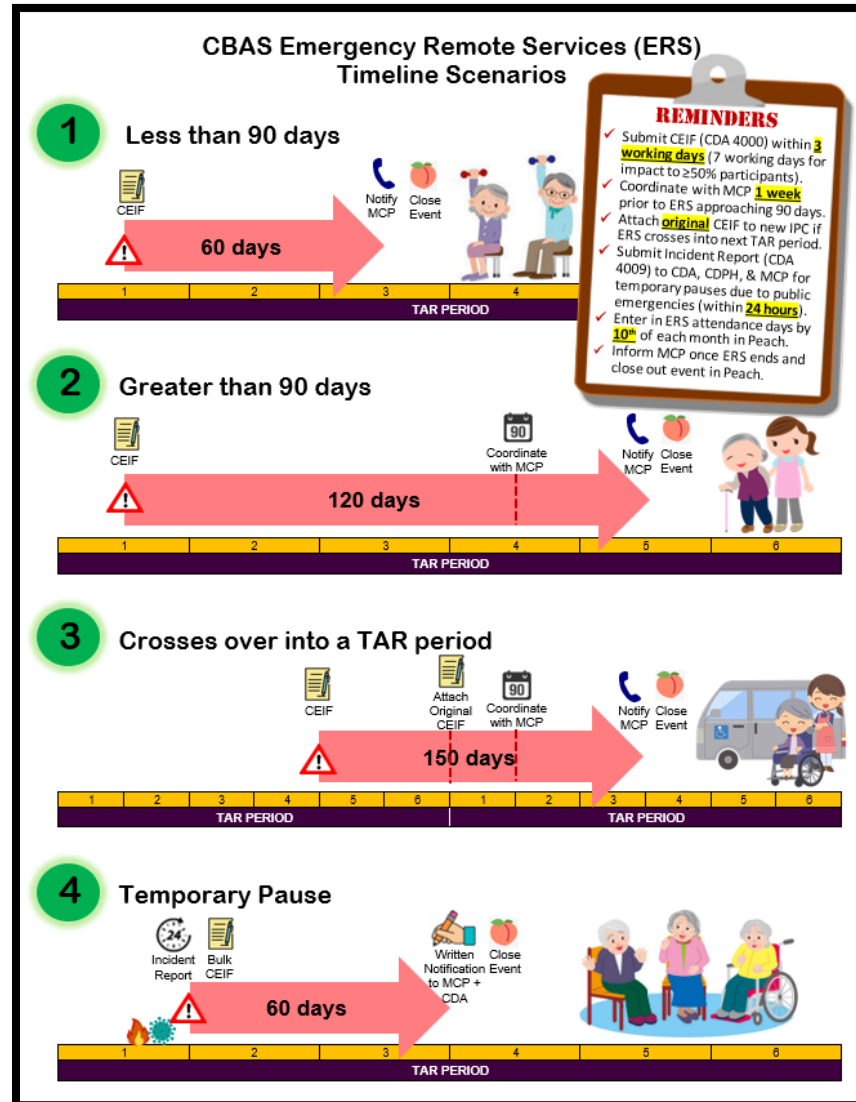 CBAS Emergency Remote Services (ERS)
Timeline Scenarios
REMINDERS
✓ Submit CEIF (CDA 4000) within 3
working days (7 working days for
impact to ≥50% participants).
✓ Coordinate with MCP 1 week
prior to ERS approaching 90 days.
✓ Attach original CEIF to new IPC if
ERS crosses into next TAR period.
✓ Submit Incident Report (CDA
4009) to CDA, CDPH, & MCP for
temporary pauses due to public
emergencies (within 24 hours).
✓ Enter in ERS attendance days by
10th of each month in Peach.
✓ Inform MCP once ERS ends and
close out event in Peach.
1 Less than 90 days
CEIF
Notify Close
MCP Event
60 days
1 2 3 4
TAR PERIOD
2 Greater than 90 days
CEIF
90
Coordinate
with MCP
Notify Close
MCP Event
120 days
1 2 3 4 5 6
TAR PERIOD
3 Crosses over into a TAR period
CEIF
Attach
Original
CEIF
90
Coordinate
with MCP
Notify Close
MCP Event
150 days
1 2 3 4 5 6 1 2 3 4 5 6
TAR PERIOD TAR PERIOD
4 Temporary Pause
24
Incident
Report
Bulk
CEIF
Written
Notification
to MCP +
CDA
Close
Event
60 days
1 2 3 4 5 6
TAR PERIOD